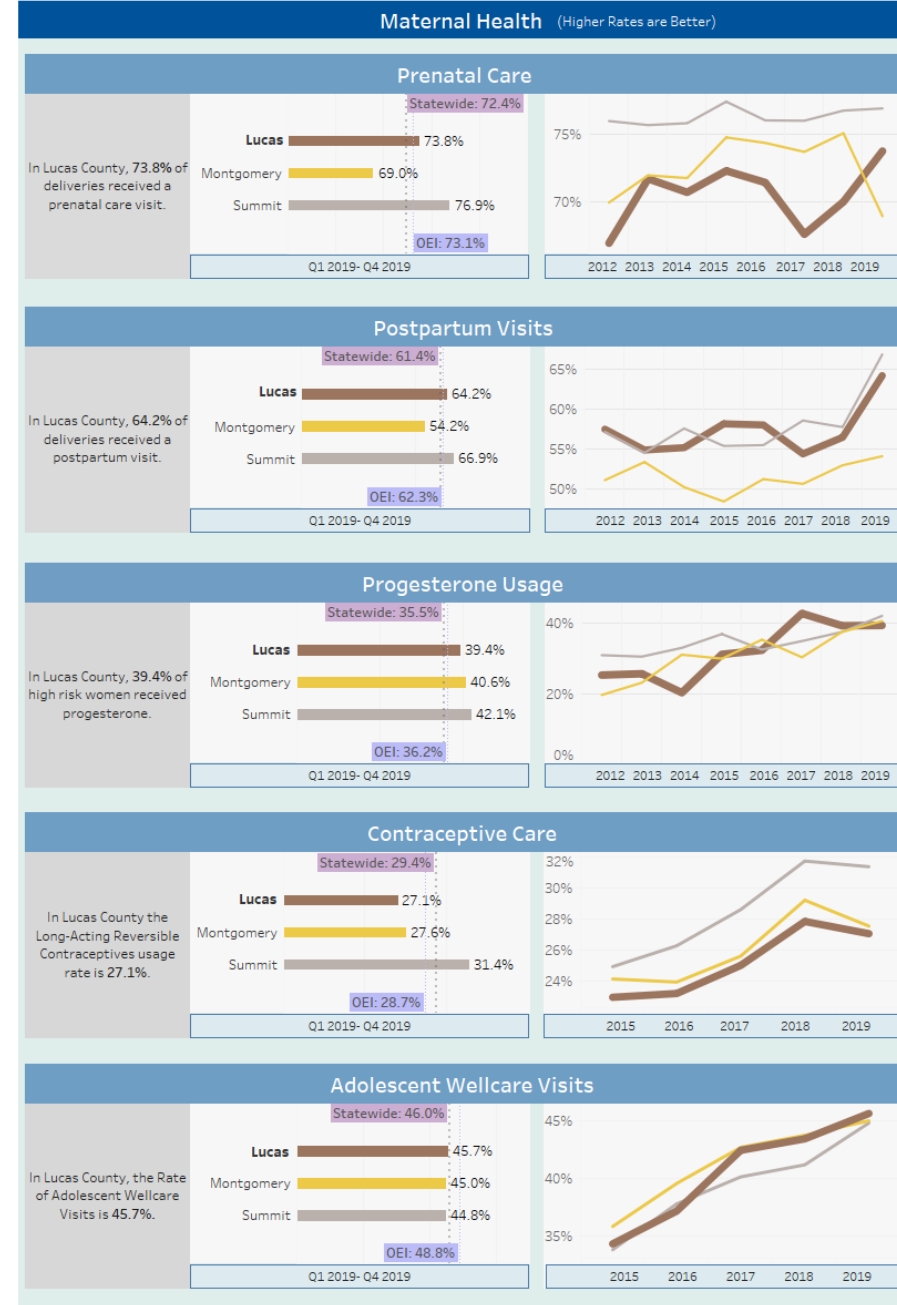 Maternal Health (Higher Rates are Better)
Prenatal Care
In Lucas County, 73.8% of
deliveries received a
prenatal care visit.
Statewide: 72.4%
Lucas 73.8%
Montgomery 69.0%
Summit 76.9%
OEI: 73.1%
Q1 2019- Q4 2019
75%
70%
2012 2013 2014 2015 2016 2017 2018 2019
Postpartum Visits
In Lucas County, 64.2% of
deliveries received a
postpartum visit.
Statewide: 61.4%
Lucas 64.2%
Montgomery 54.2%
Summit 66.9%
OEI: 62.3%
Q1 2019- Q4 2019
65%
60%
55%
50%
2012 2013 2014 2015 2016 2017 2018 2019
Progesterone Usage
In Lucas County, 39.4% of
high risk women received
progesterone.
Statewide: 35.5%
Lucas 39.4%
Montgomery 40.6%
Summit 42.1%
OEI: 36.2%
Q1 2019- Q4 2019
40%
20%
0%
2012 2013 2014 2015 2016 2017 2018 2019
Contraceptive Care
In Lucas County the
Long-Acting Reversible
Contraceptives usage
rate is 27.1%.
Statewide: 29.4%
Lucas 27.1%
Montgomery 27.6%
Summit 31.4%
OEI: 28.7%
Q1 2019- Q4 2019
32%
30%
28%
26%
24%
2015 2016 2017 2018 2019
Adolescent Wellcare Visits
In Lucas County, the Rate
of Adolescent Wellcare
Visits is 45.7%.
Statewide: 46.0%
Lucas 45.7%
Montgomery 45.0%
Summit 44.8%
OEI: 48.8%
Q1 2019- Q4 2019
45%
40%
35%
2015 2016 2017 2018 2019